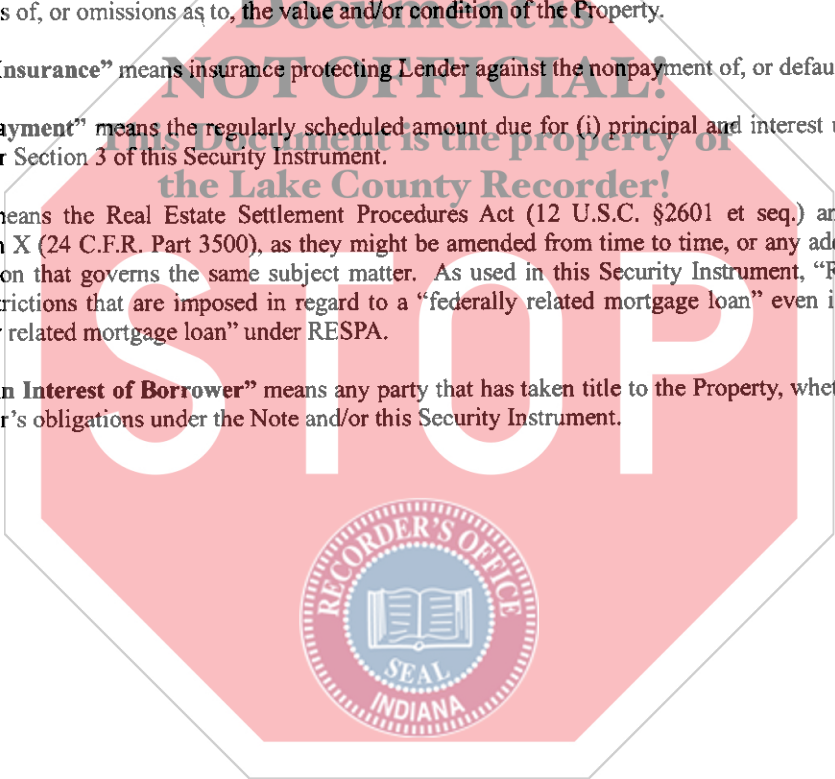 s of, or omissions as to, the value and/or condition of the Property.
Document is
Insurance” means insurance protecting Lender against the nonpayment of, or defau
NOT OFFICIAL!
ayment” means the regularly scheduled amount due for (i) principal and interest
This Document is the property of
r Section 3 of this Security Instrument.
the Lake County Recorder!
means the Real Estate Settlement Procedures Act (12 U.S.C. §2601 et seq.) an
n X (24 C.F.R. Part 3500), as they might be amended from time to time, or any add
on that governs the same subject matter. As used in this Security Instrument, “R
trictions that are imposed in regard to a “federally related mortgage loan” even i
y related mortgage loan” under RESPA.
STOP
n Interest of Borrower” means any party that has taken title to the Property, whet
r’s obligations under the Note and/or this Security Instrument.
RECORDER'S OFFICE
SEAL
INDIANA